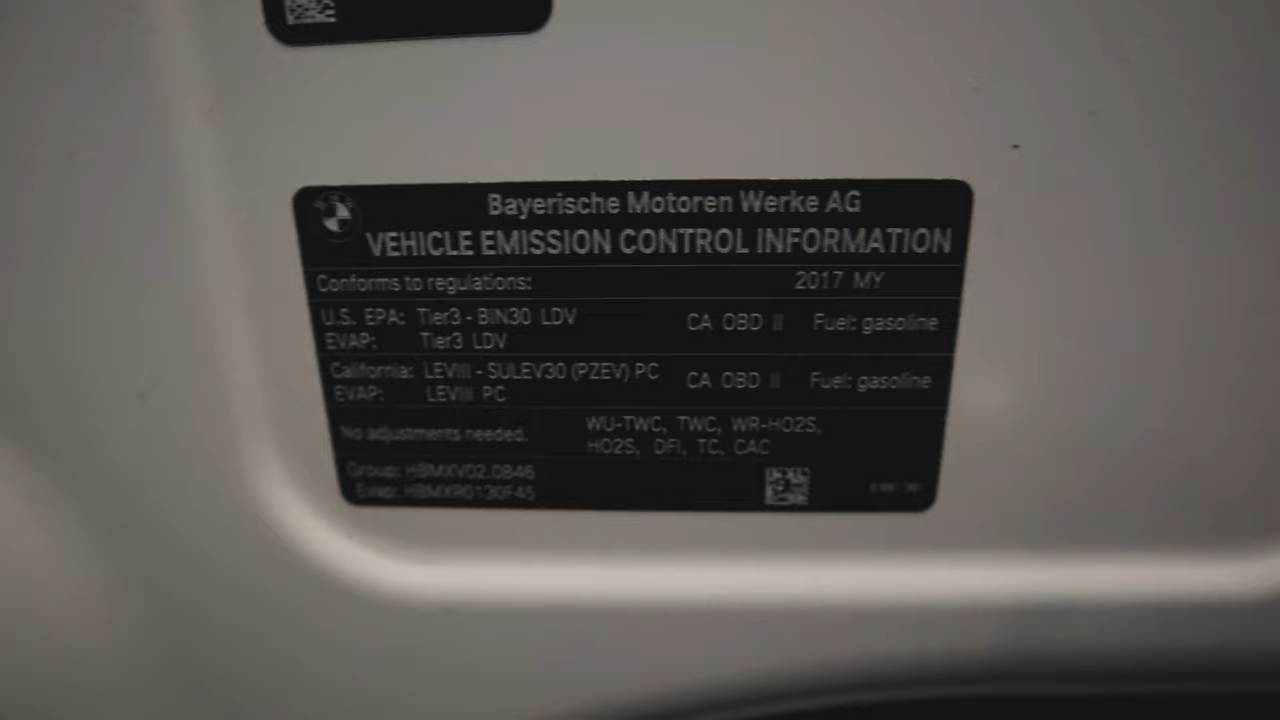 Bayerische Motoren Werke AG
VEHICLE EMISSION CONTROL INFORMATION
Conforms to regulations: 2017 MY
U.S. EPA: Tier3 - BIN30 LDV CA OBD II Fuel: gasoline
EVAP: Tier3 LDV
California: LEVIII - SULEV30 (PZEV) PC CA OBD II Fuel: gasoline
EVAP: LEVIII PC
No adjustments needed. WU-TWC, TWC, WR-HO2S,
HO2S, DFI, TC, CAC
Group: HBMXV02.0B46
Evap: HBMXR0130F45